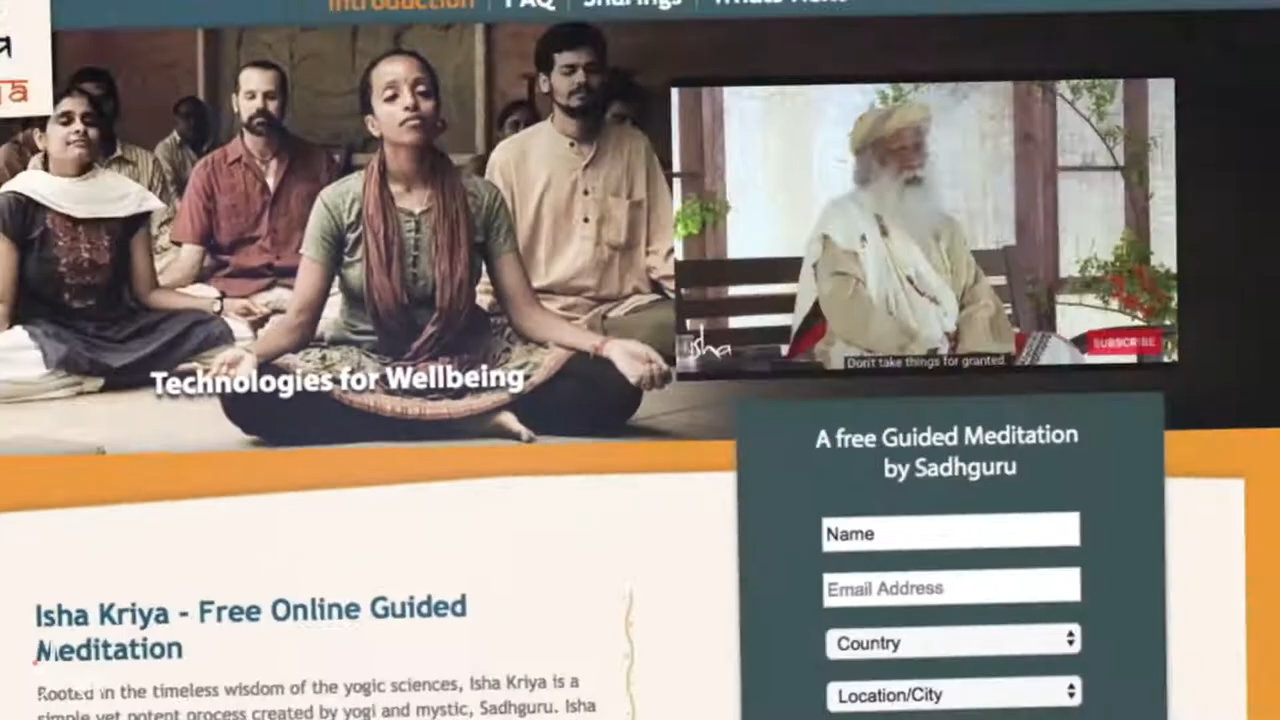 Introduction | FAQ | Sharings |
isha
SUBSCRIBE
Don't take things for granted
Technologies for Wellbeing
A free Guided Meditation
by Sadhguru
Name
Email Address
Country
Location/City
Isha Kriya - Free Online Guided
Meditation
Rooted in the timeless wisdom of the yogic sciences, Isha Kriya is a
simple yet potent process created by yogi and mystic, Sadhguru. Isha